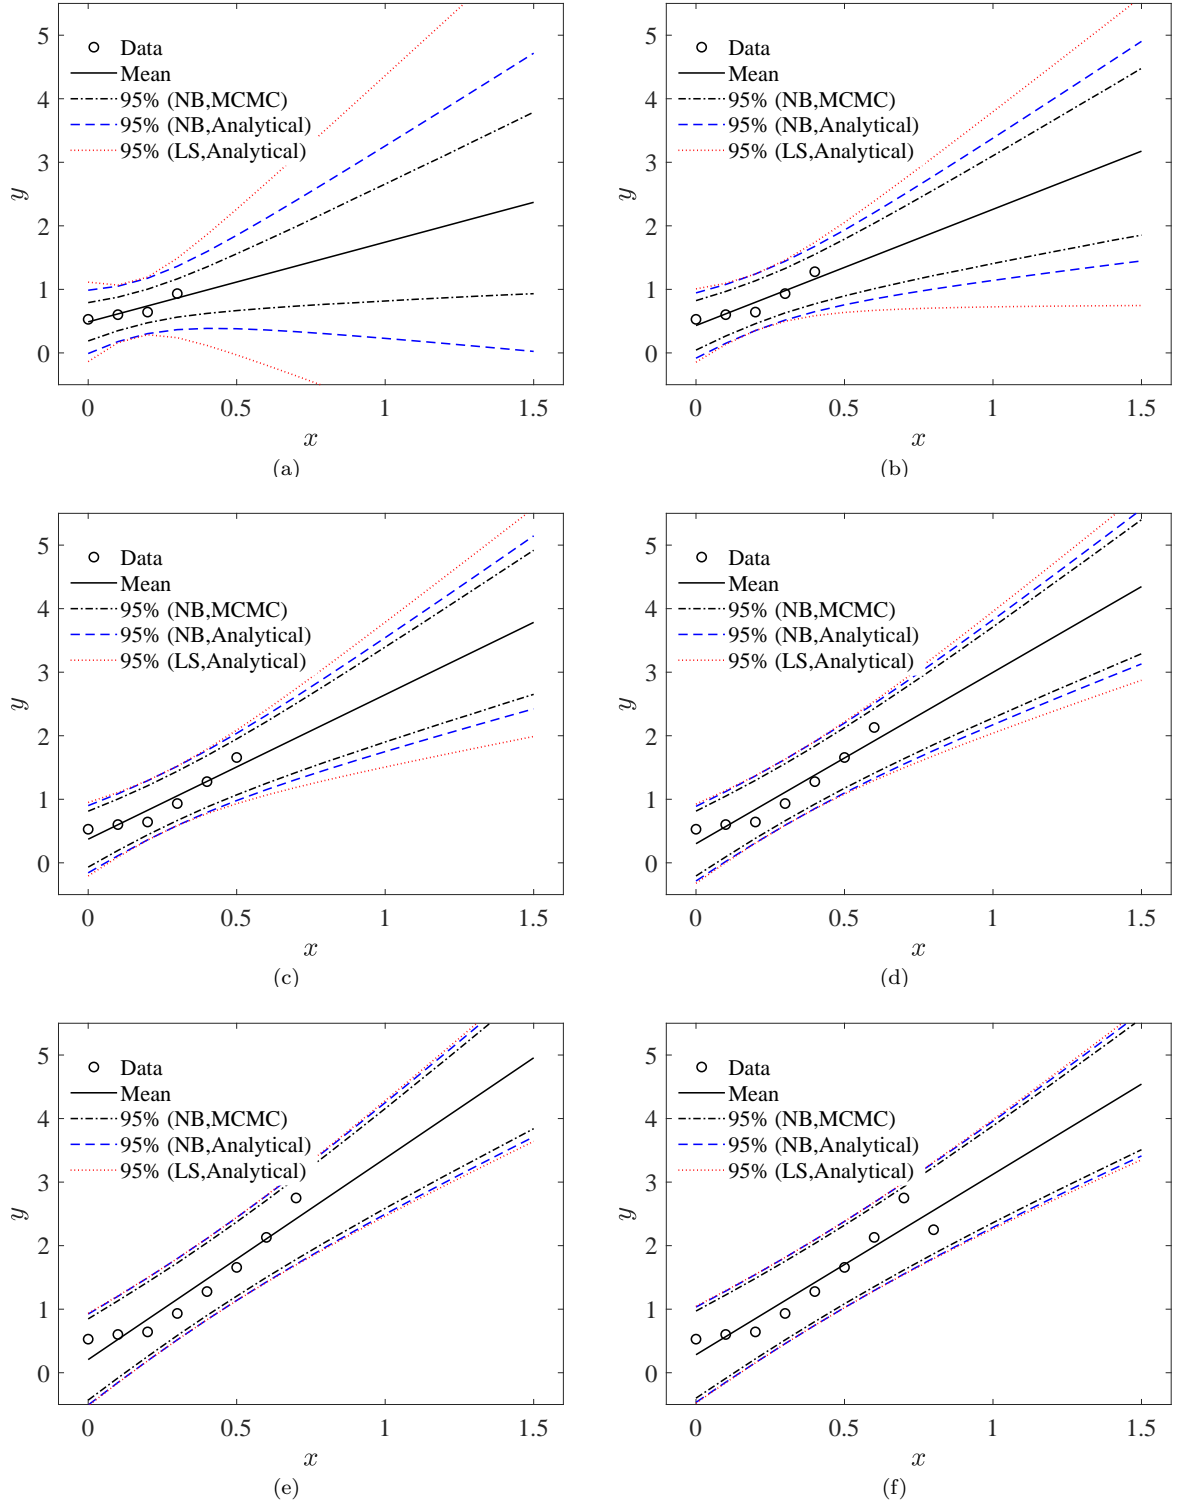 5
4
3
2
1
0
y
Data
Mean
95% (NB,MCMC)
95% (NB,Analytical)
95% (LS,Analytical)
0 0.5 1 1.5
x
(a)
5
4
3
2
1
0
y
Data
Mean
95% (NB,MCMC)
95% (NB,Analytical)
95% (LS,Analytical)
0 0.5 1 1.5
x
(b)
5
4
3
2
1
0
y
Data
Mean
95% (NB,MCMC)
95% (NB,Analytical)
95% (LS,Analytical)
0 0.5 1 1.5
x
(c)
5
4
3
2
1
0
y
Data
Mean
95% (NB,MCMC)
95% (NB,Analytical)
95% (LS,Analytical)
0 0.5 1 1.5
x
(d)
5
4
3
2
1
0
y
Data
Mean
95% (NB,MCMC)
95% (NB,Analytical)
95% (LS,Analytical)
0 0.5 1 1.5
x
(e)
5
4
3
2
1
0
y
Data
Mean
95% (NB,MCMC)
95% (NB,Analytical)
95% (LS,Analytical)
0 0.5 1 1.5
x
(f)